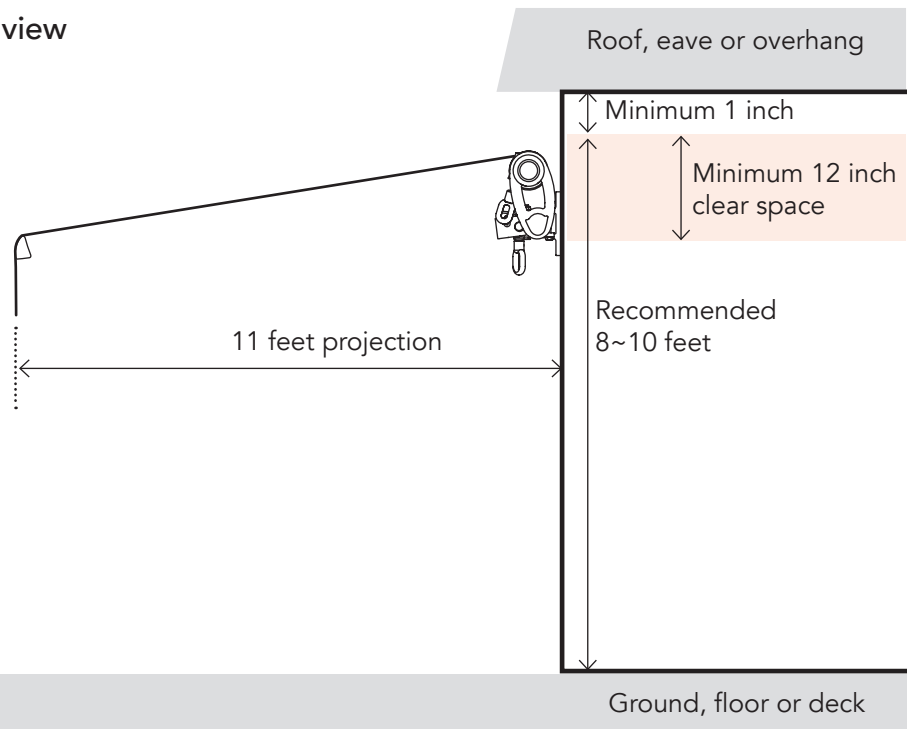 view
Roof, eave or overhang
Minimum 1 inch
Minimum 12 inch
clear space
Recommended
8~10 feet
11 feet projection
Ground, floor or deck